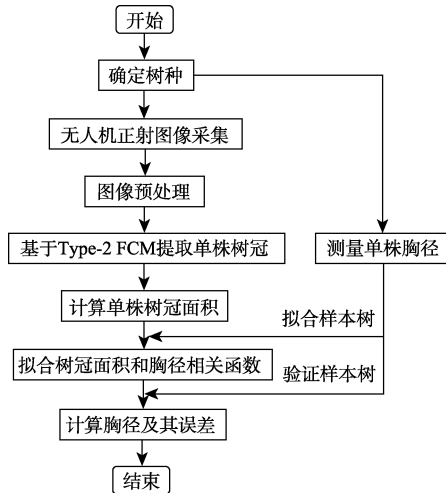 开始
确定树种
无人机正射图像采集
图像预处理
基于Type-2 FCM提取单株树冠
测量单株胸径
计算单株树冠面积
拟合样本树
拟合树冠面积和胸径相关函数
验证样本树
计算胸径及其误差
结束